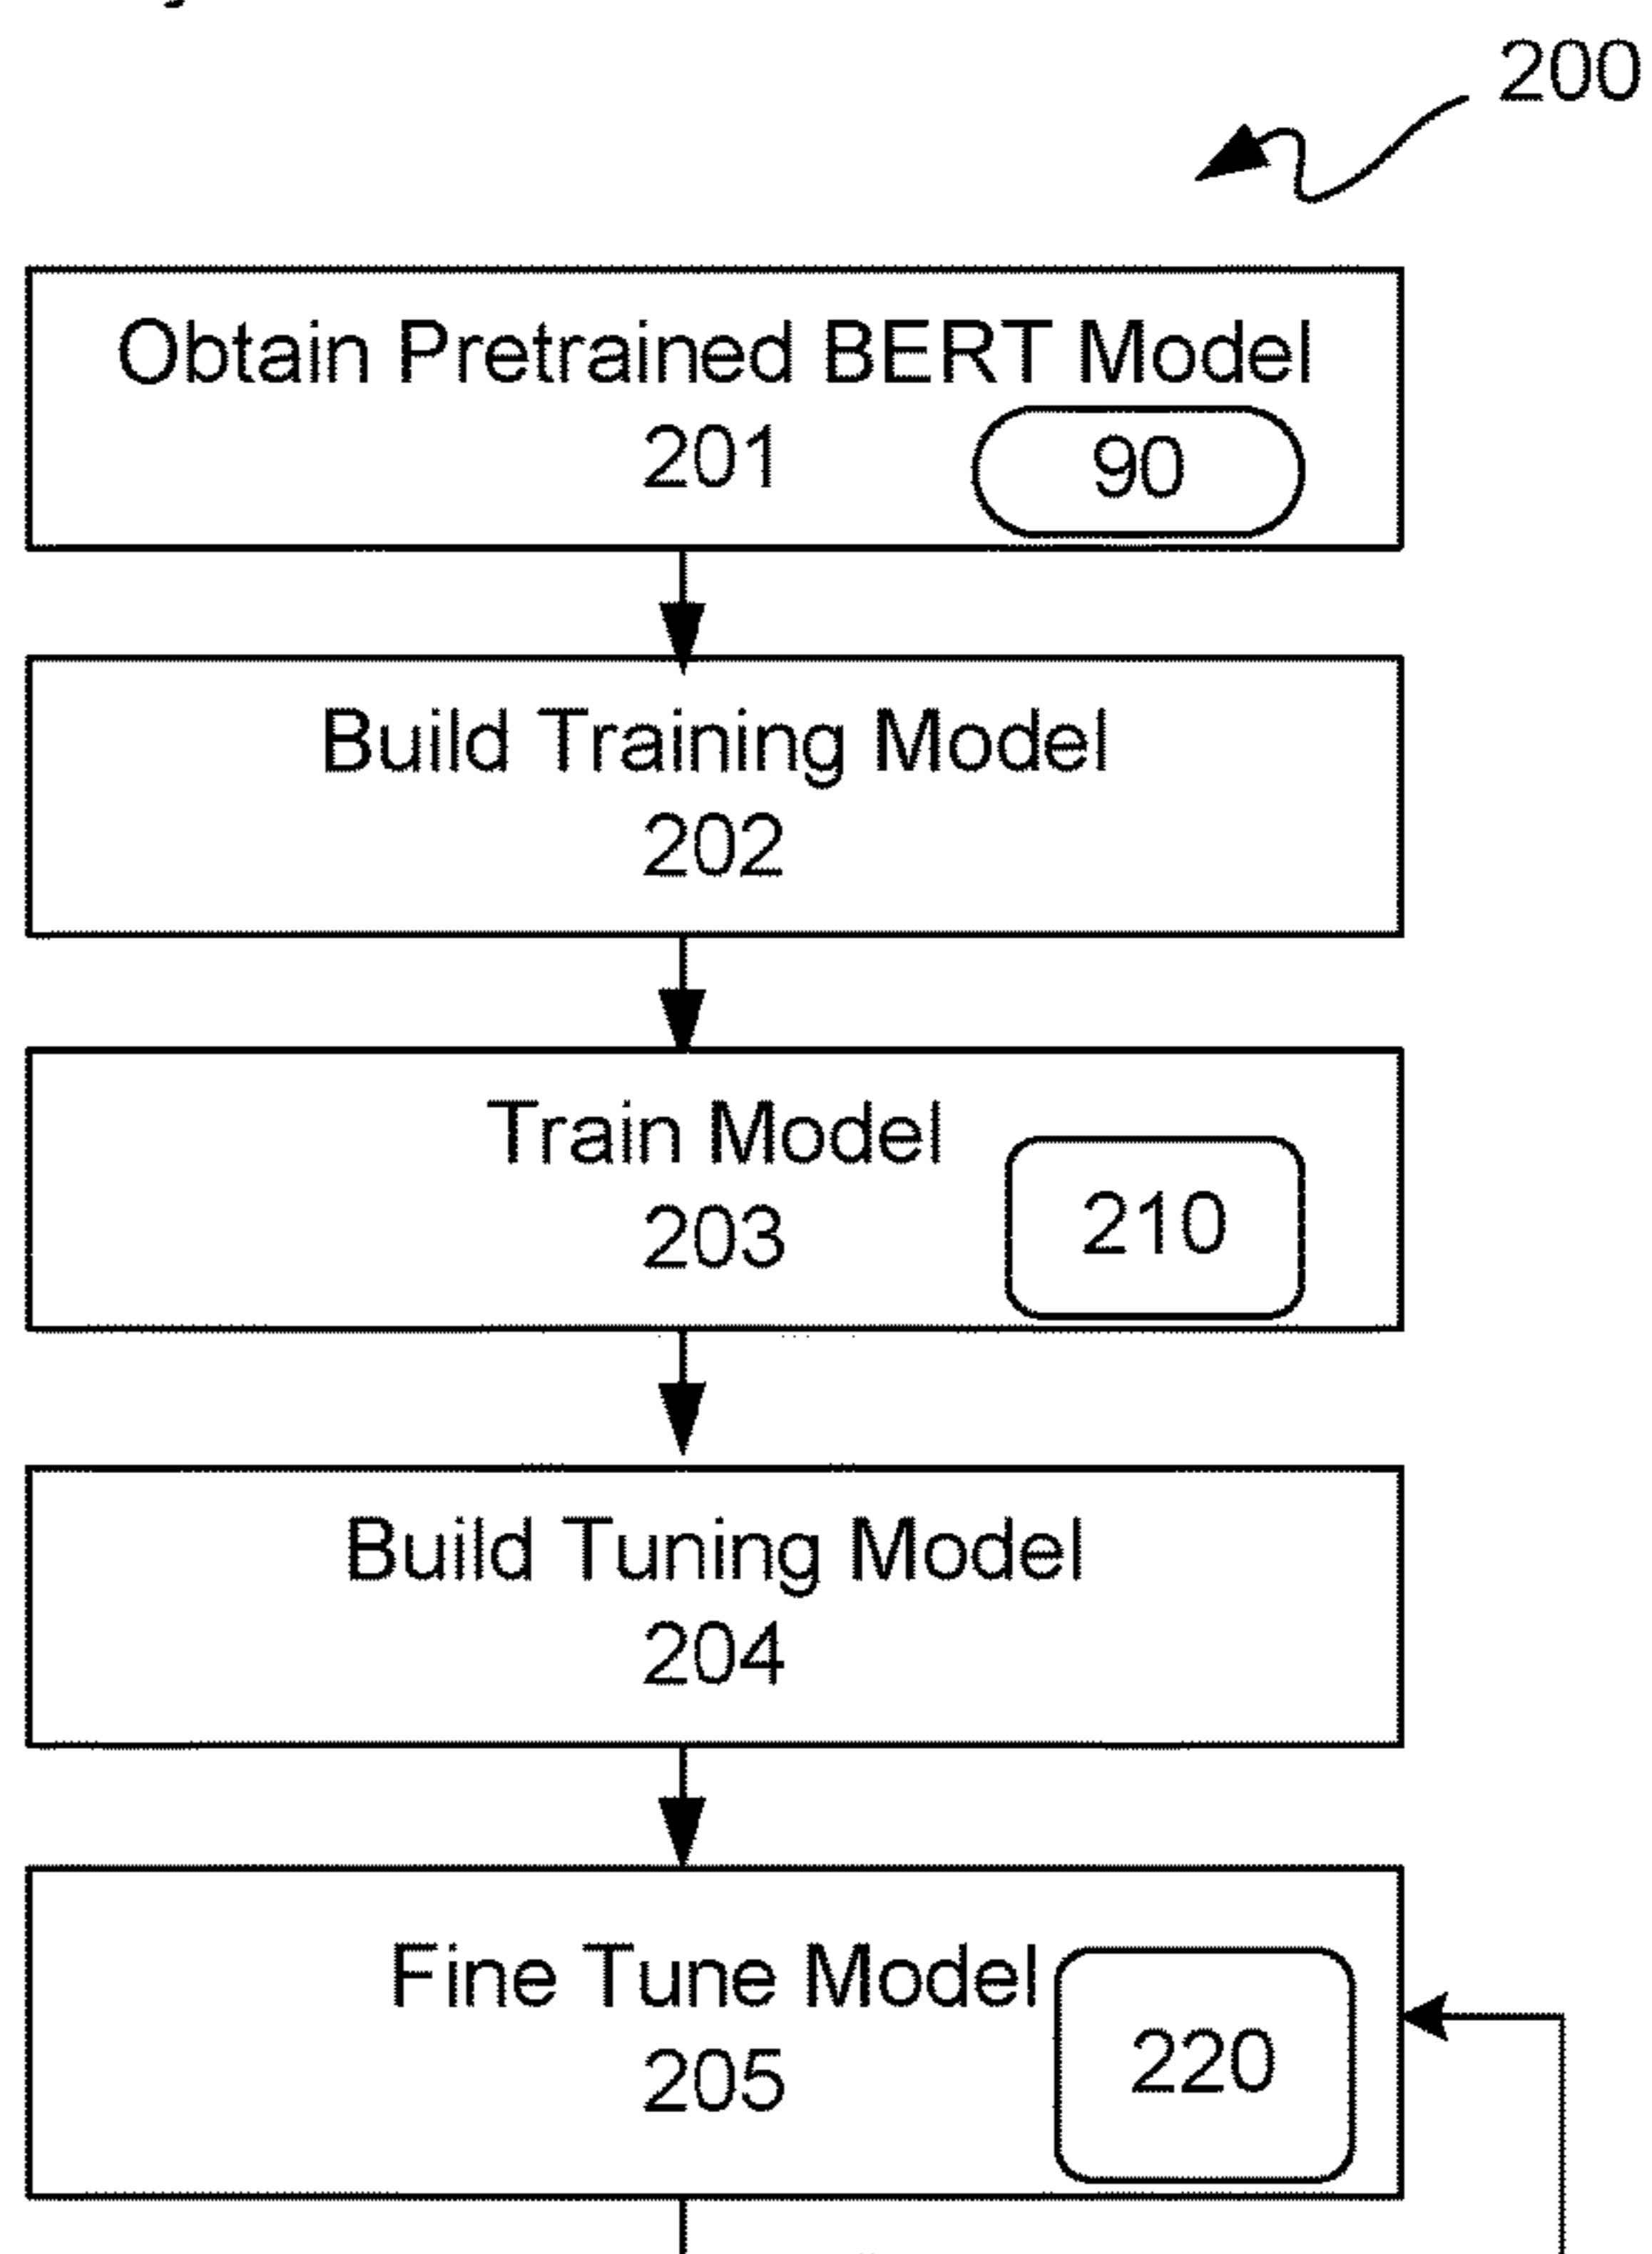 200
Obtain Pretrained BERT Model
201
90
Build Training Model
202
Train Model
203
210
Build Tuning Model
204
Fine Tune Model
205
220